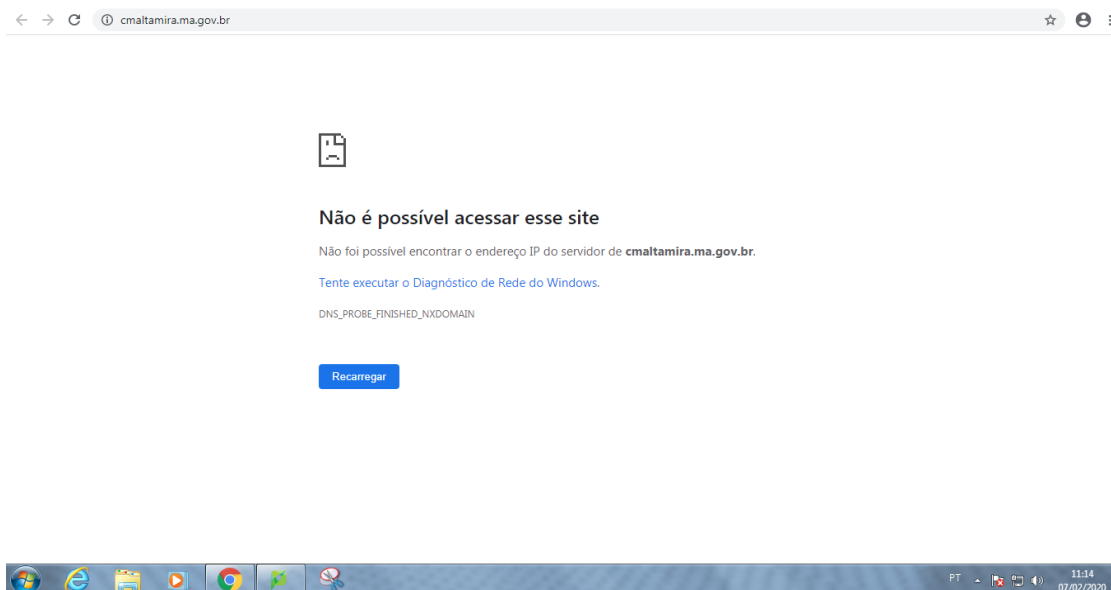 cmaltamira.ma.gov.br
Não é possível acessar esse site
Não foi possível encontrar o endereço IP do servidor de cmaltamira.ma.gov.br.
Tente executar o Diagnóstico de Rede do Windows.
DNS_PROBE_FINISHED_NXDOMAIN
Recarregar
PT
11:14
07/02/2020